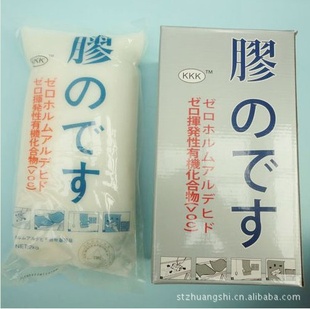 KKK™
膠のです
ゼロホルムアルデヒド
ゼロ揮発性有機化合物(VOC)
KKK™
膠のです
ゼロホルムアルデヒド
ゼロ揮発性有機化合物(VOC)
stzhuangshi.cn.alibaba.com